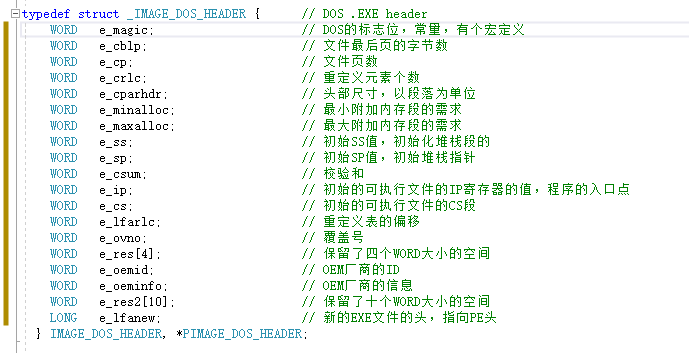 typedef struct _IMAGE_DOS_HEADER {      // DOS .EXE header
    WORD   e_magic;                     // DOS的标志位，常量，有个宏定义
    WORD   e_cblp;                      // 文件最后页的字节数
    WORD   e_cp;                        // 文件页数
    WORD   e_crlc;                      // 重定义元素个数
    WORD   e_cparhdr;                   // 头部尺寸，以段落为单位
    WORD   e_minalloc;                  // 最小附加内存段的需求
    WORD   e_maxalloc;                  // 最大附加内存段的需求
    WORD   e_ss;                        // 初始SS值，初始化堆栈段的
    WORD   e_sp;                        // 初始SP值，初始堆栈指针
    WORD   e_csum;                      // 校验和
    WORD   e_ip;                        // 初始的可执行文件的IP寄存器的值，程序的入口点
    WORD   e_cs;                        // 初始的可执行文件的CS段
    WORD   e_lfarlc;                    // 重定义表的偏移
    WORD   e_ovno;                      // 覆盖号
    WORD   e_res[4];                    // 保留了四个WORD大小的空间
    WORD   e_oemid;                     // OEM厂商的ID
    WORD   e_oeminfo;                   // OEM厂商的信息
    WORD   e_res2[10];                  // 保留了十个WORD大小的空间
    LONG   e_lfanew;                    // 新的EXE文件的头，指向PE头
  } IMAGE_DOS_HEADER, *PIMAGE_DOS_HEADER;